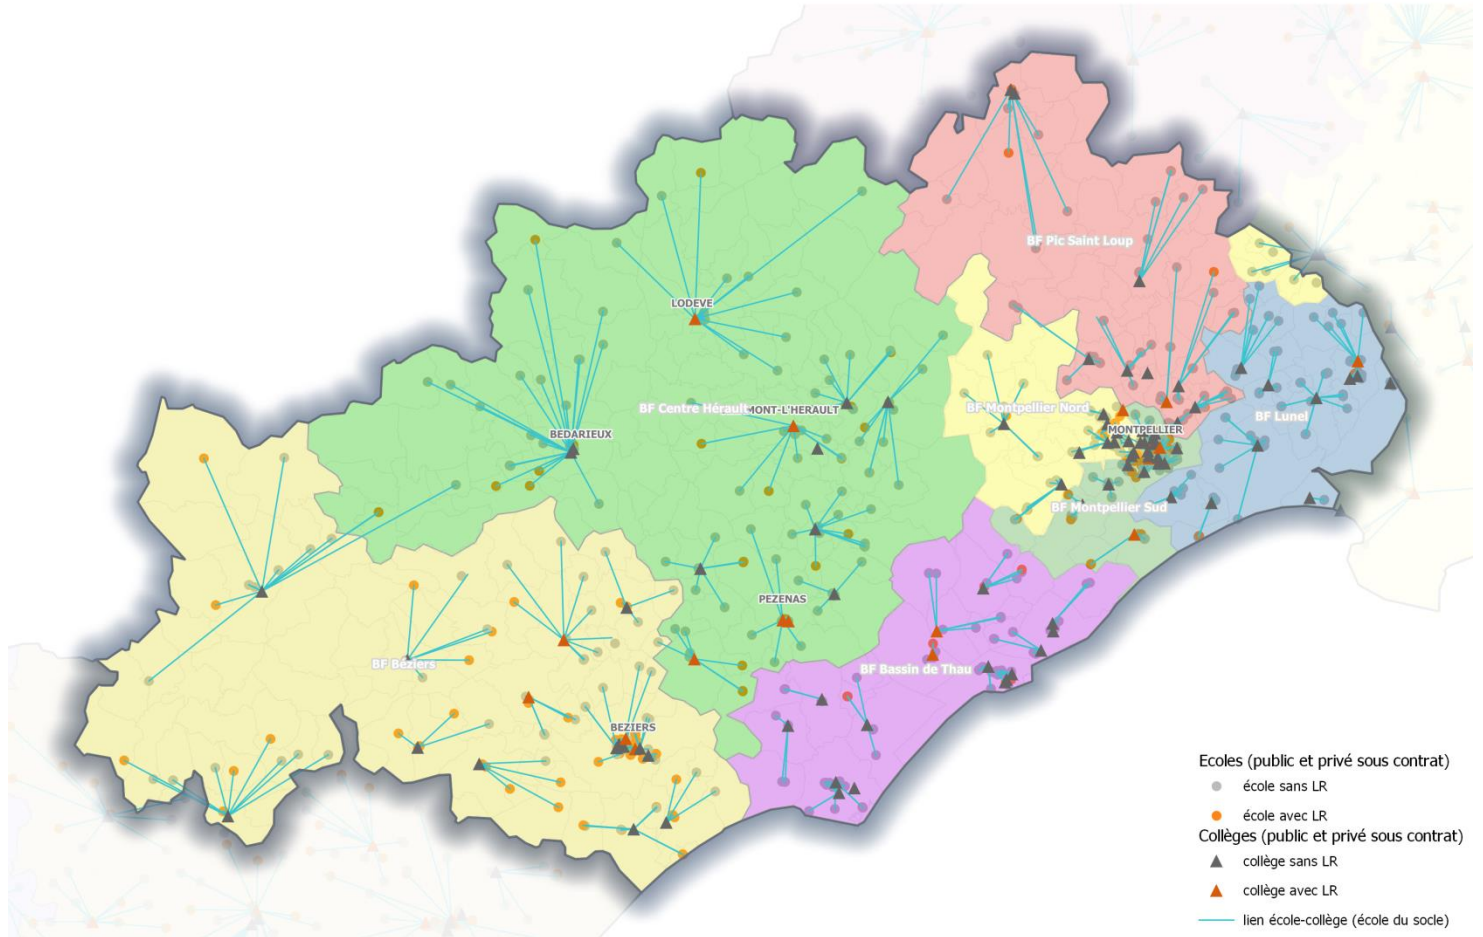 BF Pic Saint Loup
LODEVE
BF Centre Hérault
MONT-L'HERAULT
BF Montpellier Nord
BF Lunel
MONTPELLIER
BEDARIEUX
BF Montpellier Sud
PEZENAS
BF Béziers
BF Bassin de Thau
BEZIERS
Ecoles (public et privé sous contrat)
école sans LR
école avec LR
Collèges (public et privé sous contrat)
collège sans LR
collège avec LR
lien école-collège (école du socle)